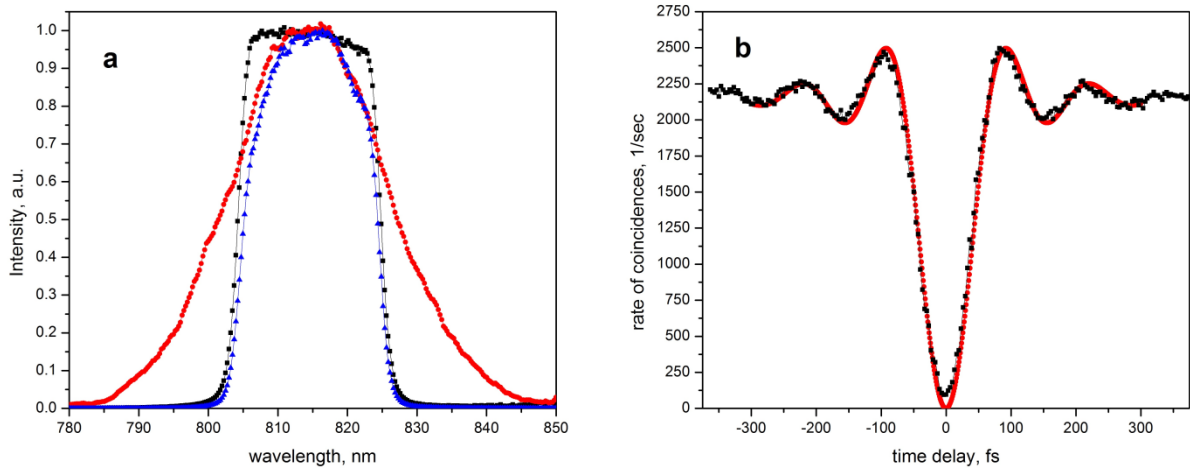 a
1.0
0.9
0.8
0.7
0.6
0.5
0.4
0.3
0.2
0.1
0.0
Intensity, a.u.
780 790 800 810 820 830 840 850
wavelength, nm
b
2500
2250
2000
1750
1500
1250
1000
750
500
250
0
rate of coincidences, 1/sec
-300 -200 -100 0 100 200 300
time delay, fs